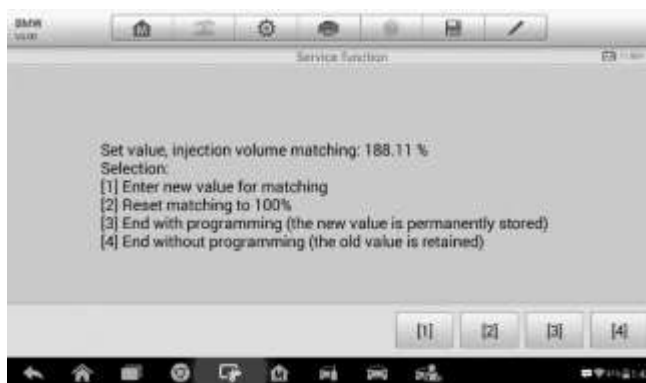 BMW
Service function
Set value, injection volume matching: 188.11 %
Selection:
[1] Enter new value for matching
[2] Reset matching to 100%
[3] End with programming (the new value is permanently stored)
[4] End without programming (the old value is retained)
[1] [2] [3] [4]